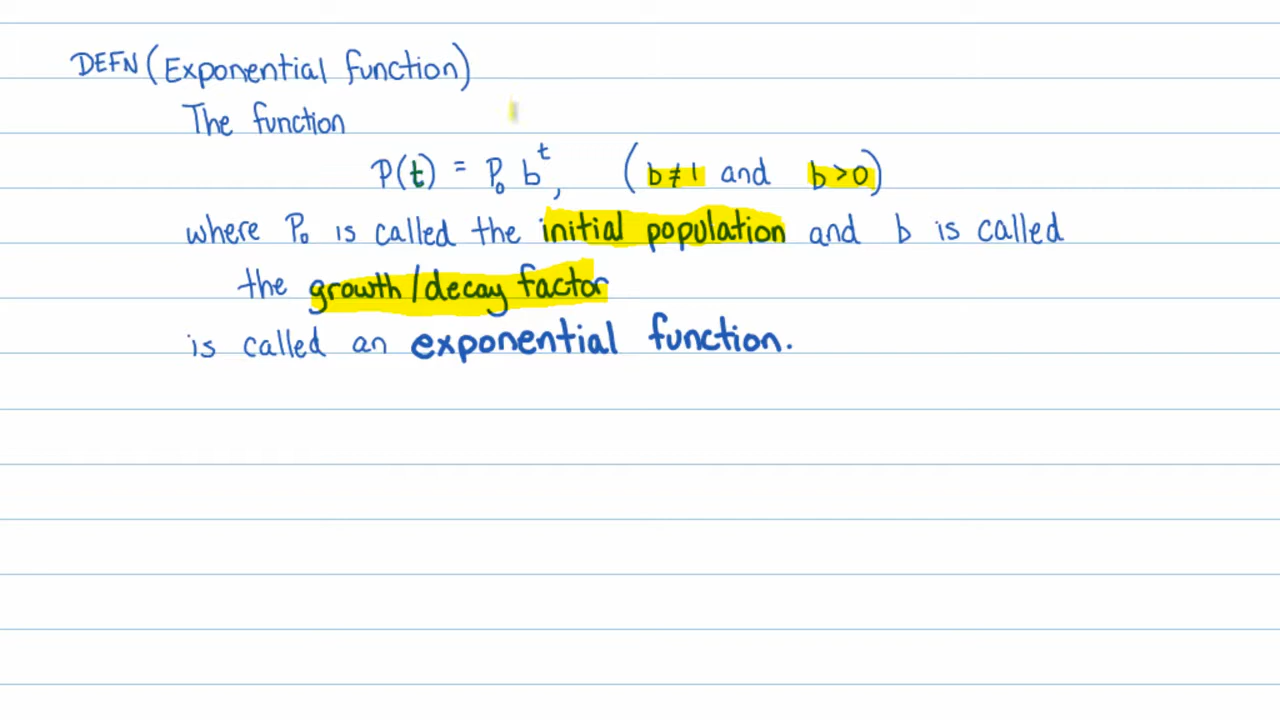 DEFN (Exponential function)
The function
P(t) = P₀ bᵗ, (b ≠ 1 and b > 0)
where P₀ is called the initial population and b is called
the growth/decay factor
is called an exponential function.